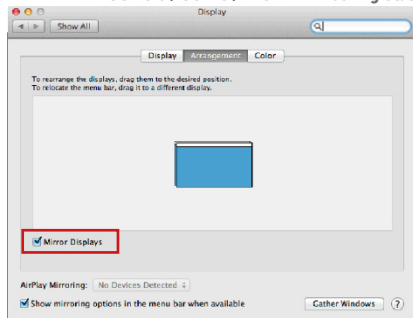 Display
Show All
Display Arrangement Color
To rearrange the displays, drag them to the desired position.
To relocate the menu bar, drag it to a different display.
Mirror Displays
AirPlay Mirroring: No Devices Detected
Show mirroring options in the menu bar when available
Gather Windows ?